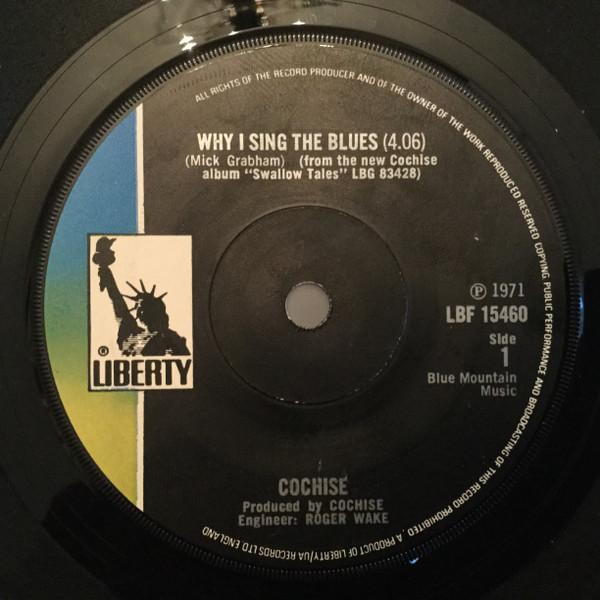 ALL RIGHTS OF THE RECORD PRODUCER AND OF THE OWNER OF THE WORK REPRODUCED RESERVED COPYING PUBLIC PERFORMANCE AND BROADCASTING OF THIS RECORD PROHIBITED. A PRODUCT OF LIBERTY/UA RECORDS LTD ENGLAND
WHY I SING THE BLUES (4.06)
(Mick Grabham) (from the new Cochise
album "Swallow Tales" LBG 83428)
℗ 1971
LBF 15460
Side
1
Blue Mountain
Music
®
LIBERTY
COCHISE
Produced by COCHISE
Engineer: ROGER WAKE